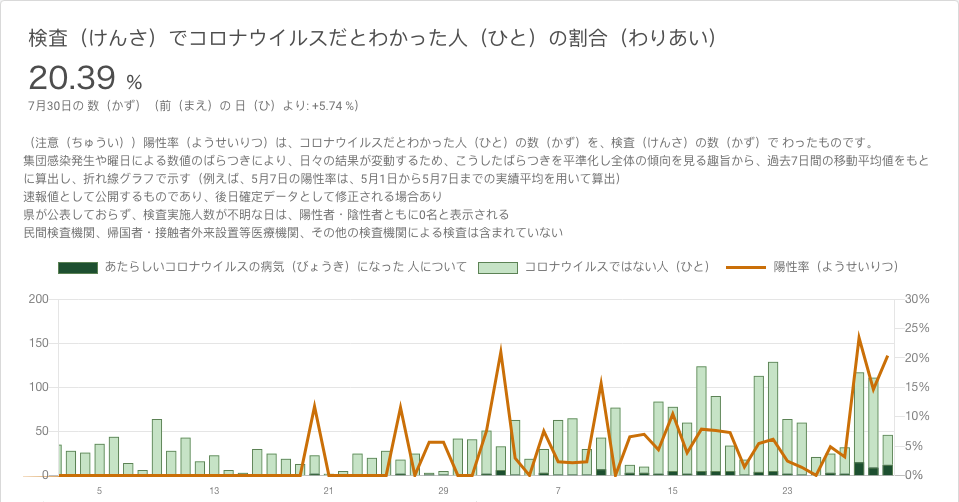 検査（けんさ）でコロナウイルスだとわかった人（ひと）の割合（わりあい）
20.39 %
7月30日の 数（かず）（前（まえ）の 日（ひ）より: +5.74 %）
（注意（ちゅうい））陽性率（ようせいりつ）は、コロナウイルスだとわかった人（ひと）の数（かず）を、検査（けんさ）の数（かず）で わったものです。
集団感染発生や曜日による数値のばらつきにより、日々の結果が変動するため、こうしたばらつきを平準化し全体の傾向を見る趣旨から、過去7日間の移動平均値をもと
に算出し、折れ線グラフで示す（例えば、5月7日の陽性率は、5月1日から5月7日までの実績平均を用いて算出）
速報値として公開するものであり、後日確定データとして修正される場合あり
県が公表しておらず、検査実施人数が不明な日は、陽性者・陰性者ともに0名と表示される
民間検査機関、帰国者・接触者外来設置等医療機関、その他の検査機関による検査は含まれていない
あたらしいコロナウイルスの病気（びょうき）になった 人について コロナウイルスではない人（ひと） 陽性率（ようせいりつ）
200 30%
25%
150 20%
100 15%
10%
50 5%
0 0%
5 13 21 29 7 15 23